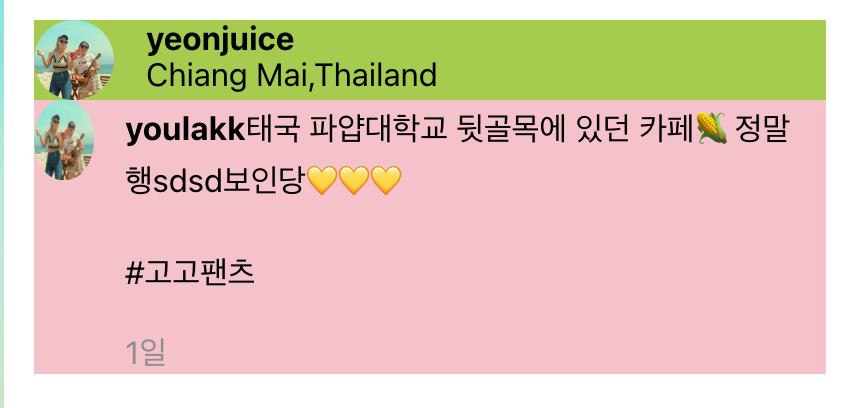 yeonjuice
Chiang Mai,Thailand
youlakk태국 파얍대학교 뒷골목에 있던 카페🌽 정말
행sdsd보인당💛💛💛
#고고팬츠
1일